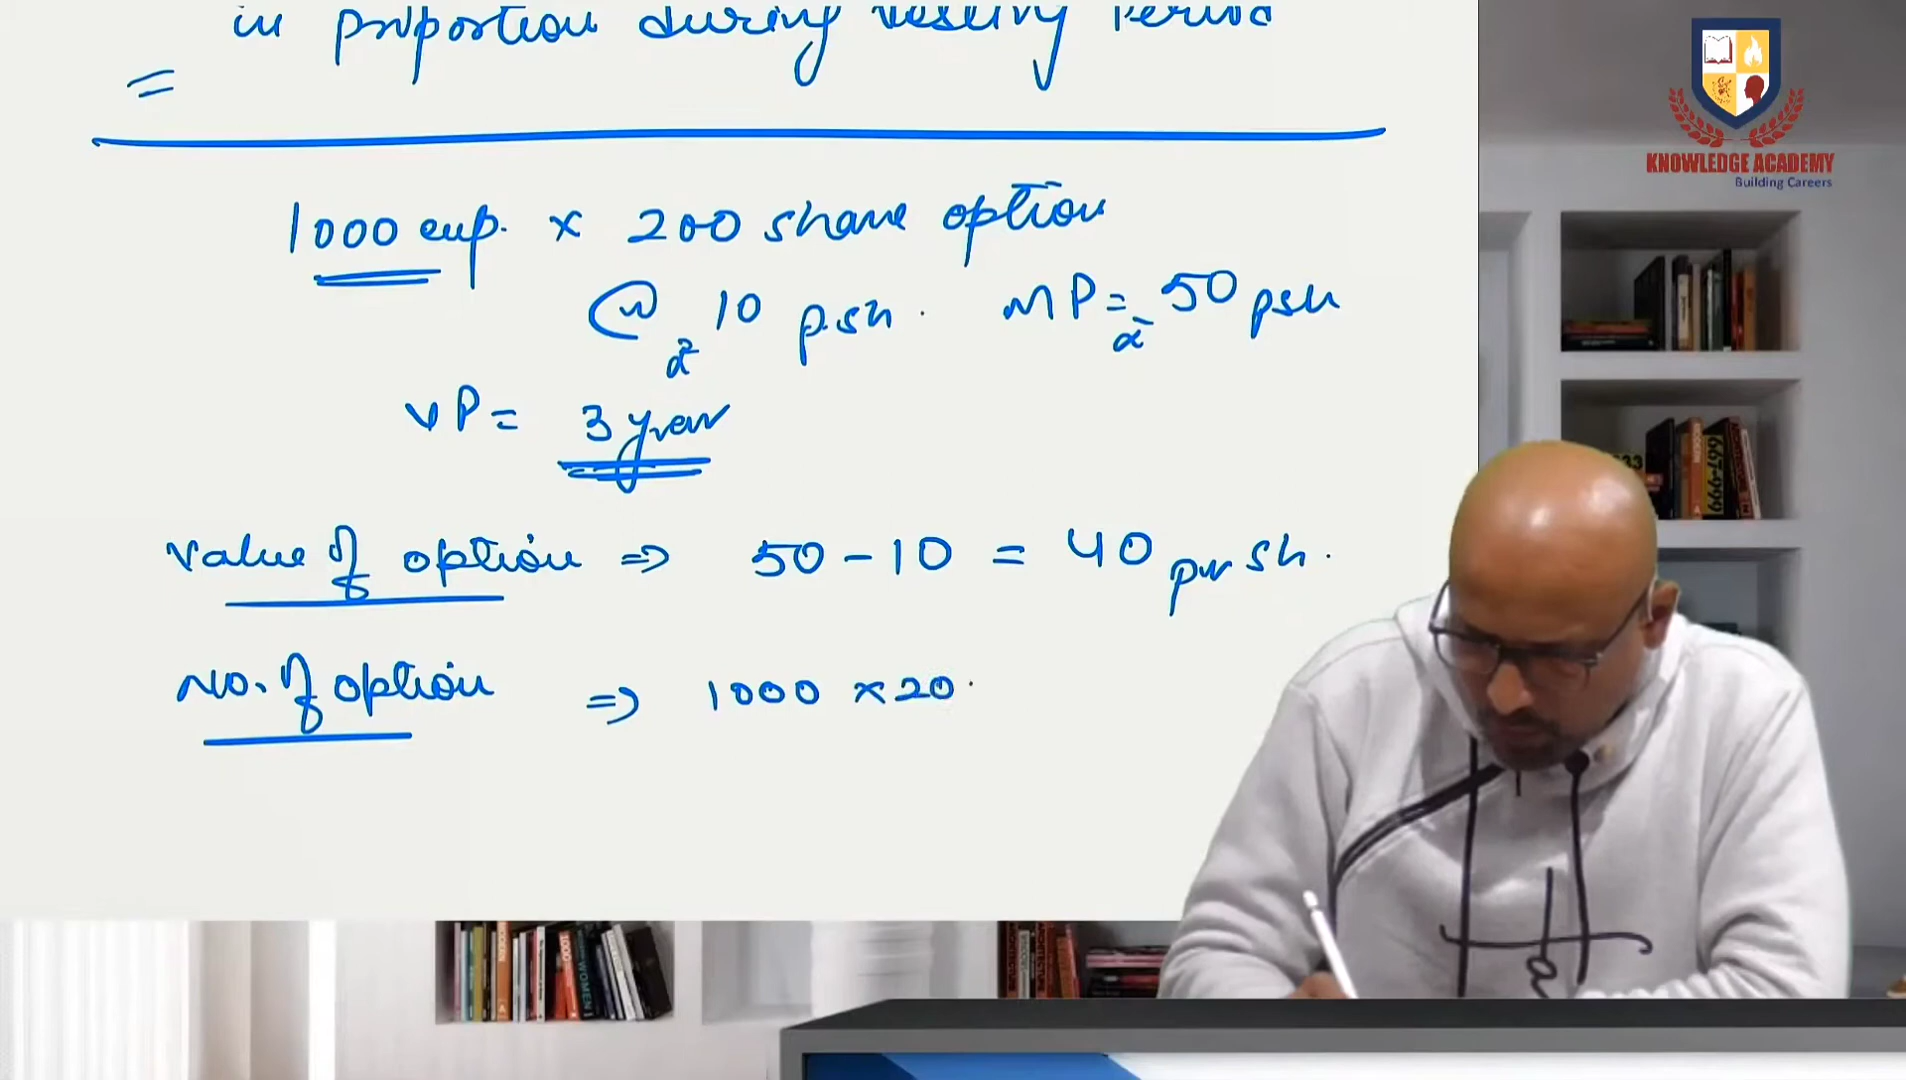 in proportion during vesting Period
=
KNOWLEDGE ACADEMY
Building Careers
1000 emp. x 200 share option
@ 10 p.sh. MP = 50 psh
VP = 3 year
value of option => 50 - 10 = 40 per sh.
No. of option => 1000 x 20